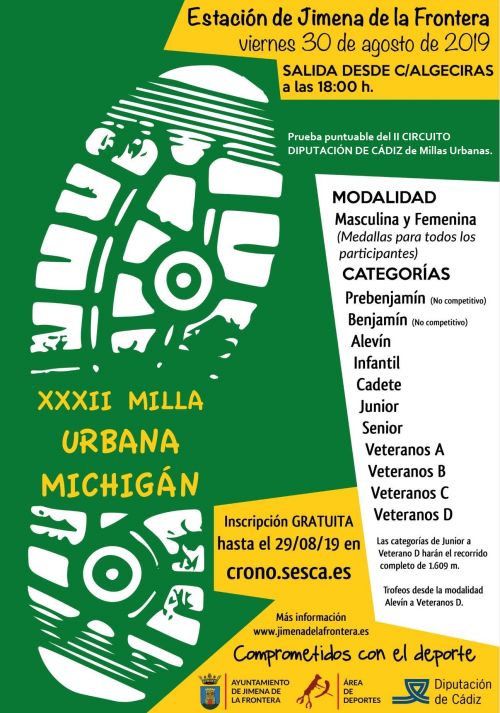 Estación de Jimena de la Frontera
viernes 30 de agosto de 2019
SALIDA DESDE C/ALGECIRAS
a las 18:00 h.
Prueba puntuable del II CIRCUITO
DIPUTACIÓN DE CÁDIZ de Millas Urbanas.
MODALIDAD
Masculina y Femenina
(Medallas para todos los
participantes)
CATEGORÍAS
Prebenjamín (No competitivo)
Benjamín (No competitivo)
Alevín
Infantil
Cadete
Junior
Senior
Veteranos A
Veteranos B
Veteranos C
Veteranos D
Las categorías de Junior a
Veterano D harán el recorrido
completo de 1.609 m.
Trofeos desde la modalidad
Alevín a Veteranos D.
XXXII MILLA
URBANA
MICHIGÁN
Inscripción GRATUITA
hasta el 29/08/19 en
crono.sesca.es
Más información
www.jimenadelafrontera.es
Comprometidos con el deporte
AYUNTAMIENTO
DE JIMENA DE
LA FRONTERA
ÁREA
DE
DEPORTES
Diputación
de Cádiz